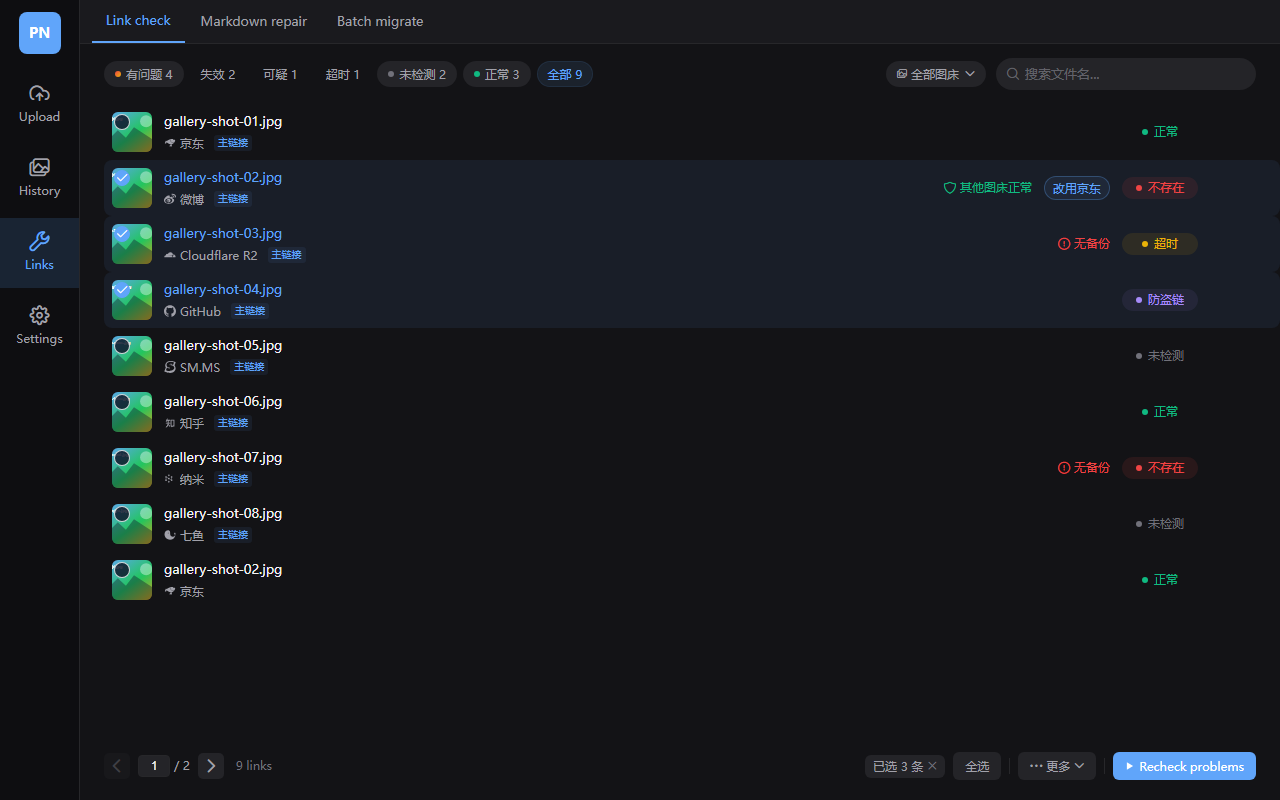 PN
Upload
History
Links
Settings
Link check
Markdown repair
Batch migrate
有问题 4
失效 2
可疑 1
超时 1
未检测 2
正常 3
全部 9
全部图床
搜索文件名...
gallery-shot-01.jpg
京东 主链接
正常
gallery-shot-02.jpg
微博 主链接
其他图床正常 改用京东 不存在
gallery-shot-03.jpg
Cloudflare R2 主链接
无备份 超时
gallery-shot-04.jpg
GitHub 主链接
防盗链
gallery-shot-05.jpg
SM.MS 主链接
未检测
gallery-shot-06.jpg
知 知乎 主链接
正常
gallery-shot-07.jpg
纳米 主链接
无备份 不存在
gallery-shot-08.jpg
七鱼 主链接
未检测
gallery-shot-02.jpg
京东
正常
1 / 2
9 links
已选 3 条
全选
更多
Recheck problems